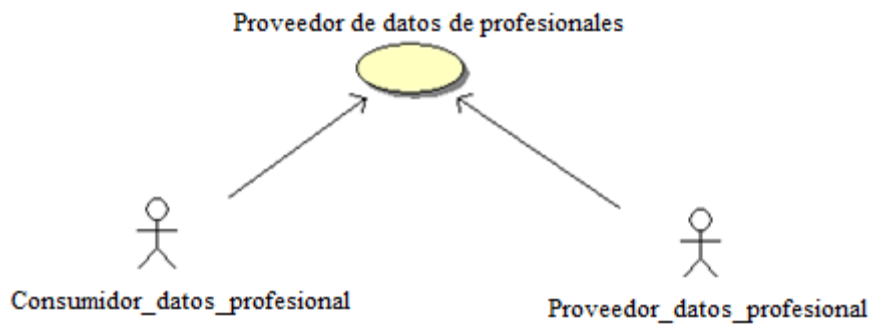 Proveedor de datos de profesionales
Consumidor_datos_profesional
Proveedor_datos_profesional